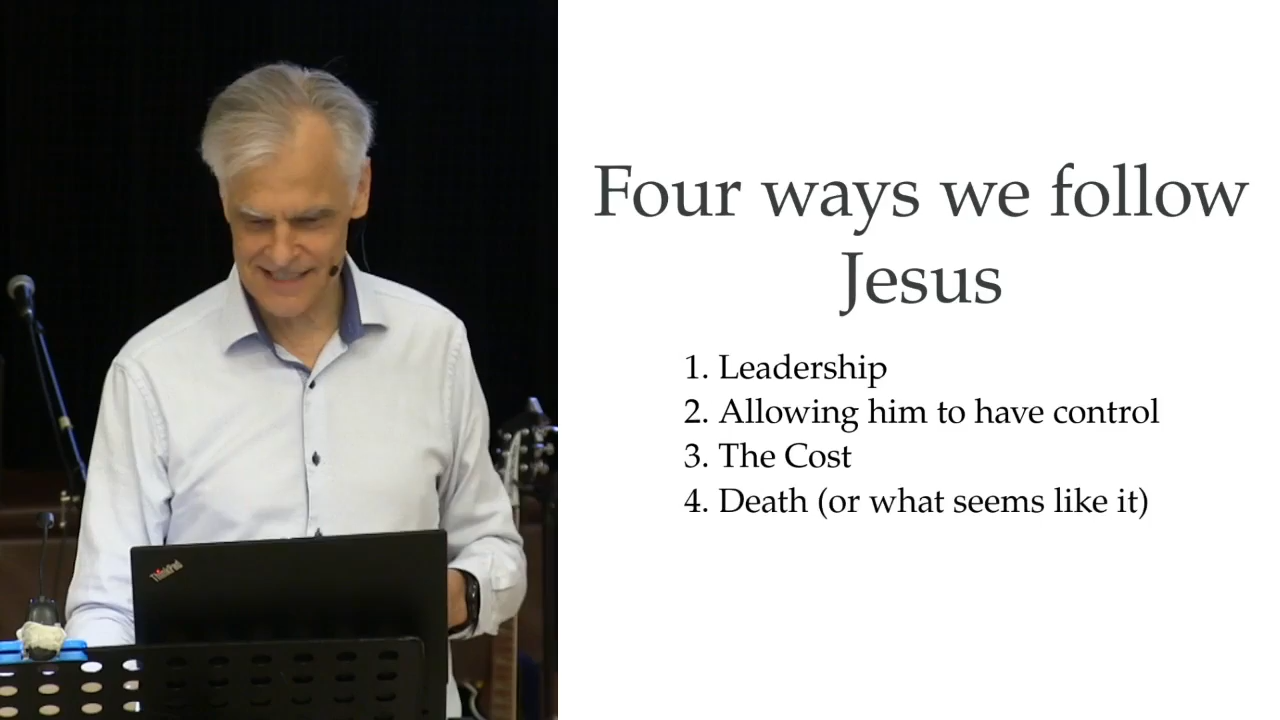 Four ways we follow
Jesus
1. Leadership
2. Allowing him to have control
3. The Cost
4. Death (or what seems like it)
ThinkPad